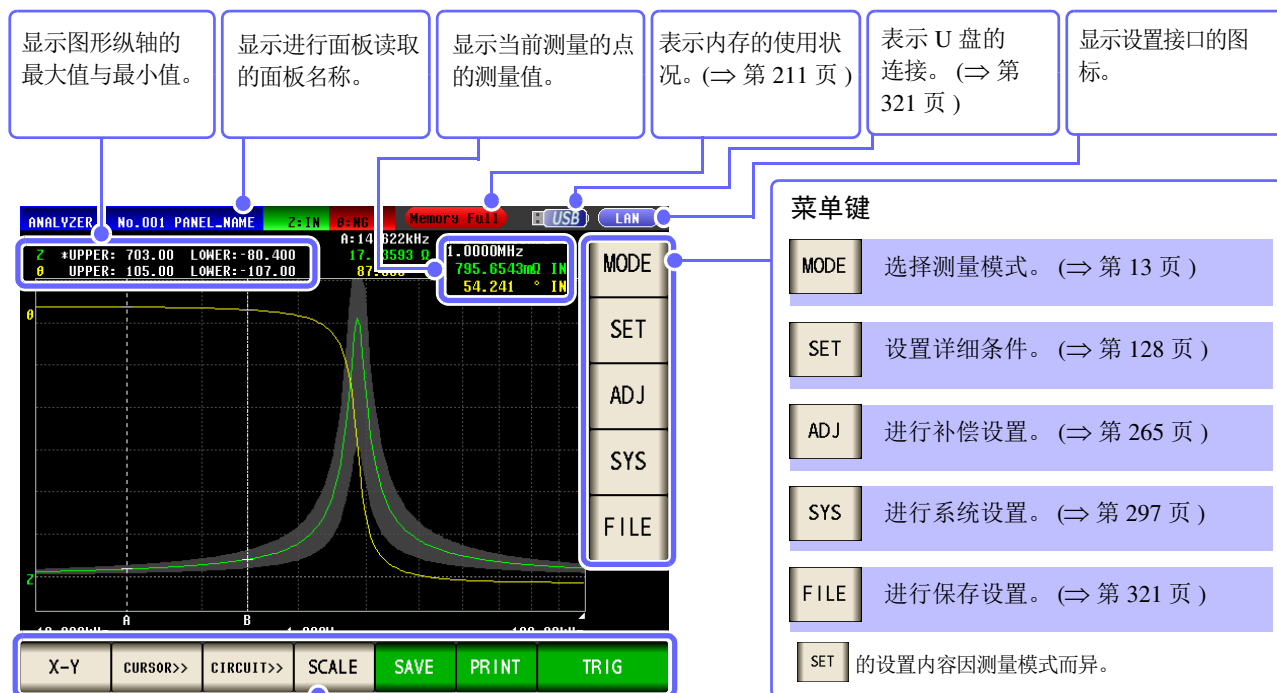 显示图形纵轴的
最大值与最小值。
显示进行面板读取
的面板名称。
显示当前测量的点
的测量值。
表示内存的使用状
况。(⇒ 第 211 页 )
表示 U 盘的
连接。 (⇒ 第
321 页 )
显示设置接口的图
标。
ANALYZER No.001 PANEL_NAME Z:IN θ:NG Memory Full USB LAN
Z *UPPER: 703.00 LOWER:-80.400
θ UPPER: 105.00 LOWER:-107.00
1.0000MHz
795.6543mΩ IN
54.241 ° IN
θ
Z
A B
MODE
SET
ADJ
SYS
FILE
X-Y CURSOR>> CIRCUIT>> SCALE SAVE PRINT TRIG
菜单键
MODE 选择测量模式。 (⇒ 第 13 页 )
SET 设置详细条件。 (⇒ 第 128 页 )
ADJ 进行补偿设置。 (⇒ 第 265 页 )
SYS 进行系统设置。 (⇒ 第 297 页 )
FILE 进行保存设置。 (⇒ 第 321 页 )
SET 的设置内容因测量模式而异。